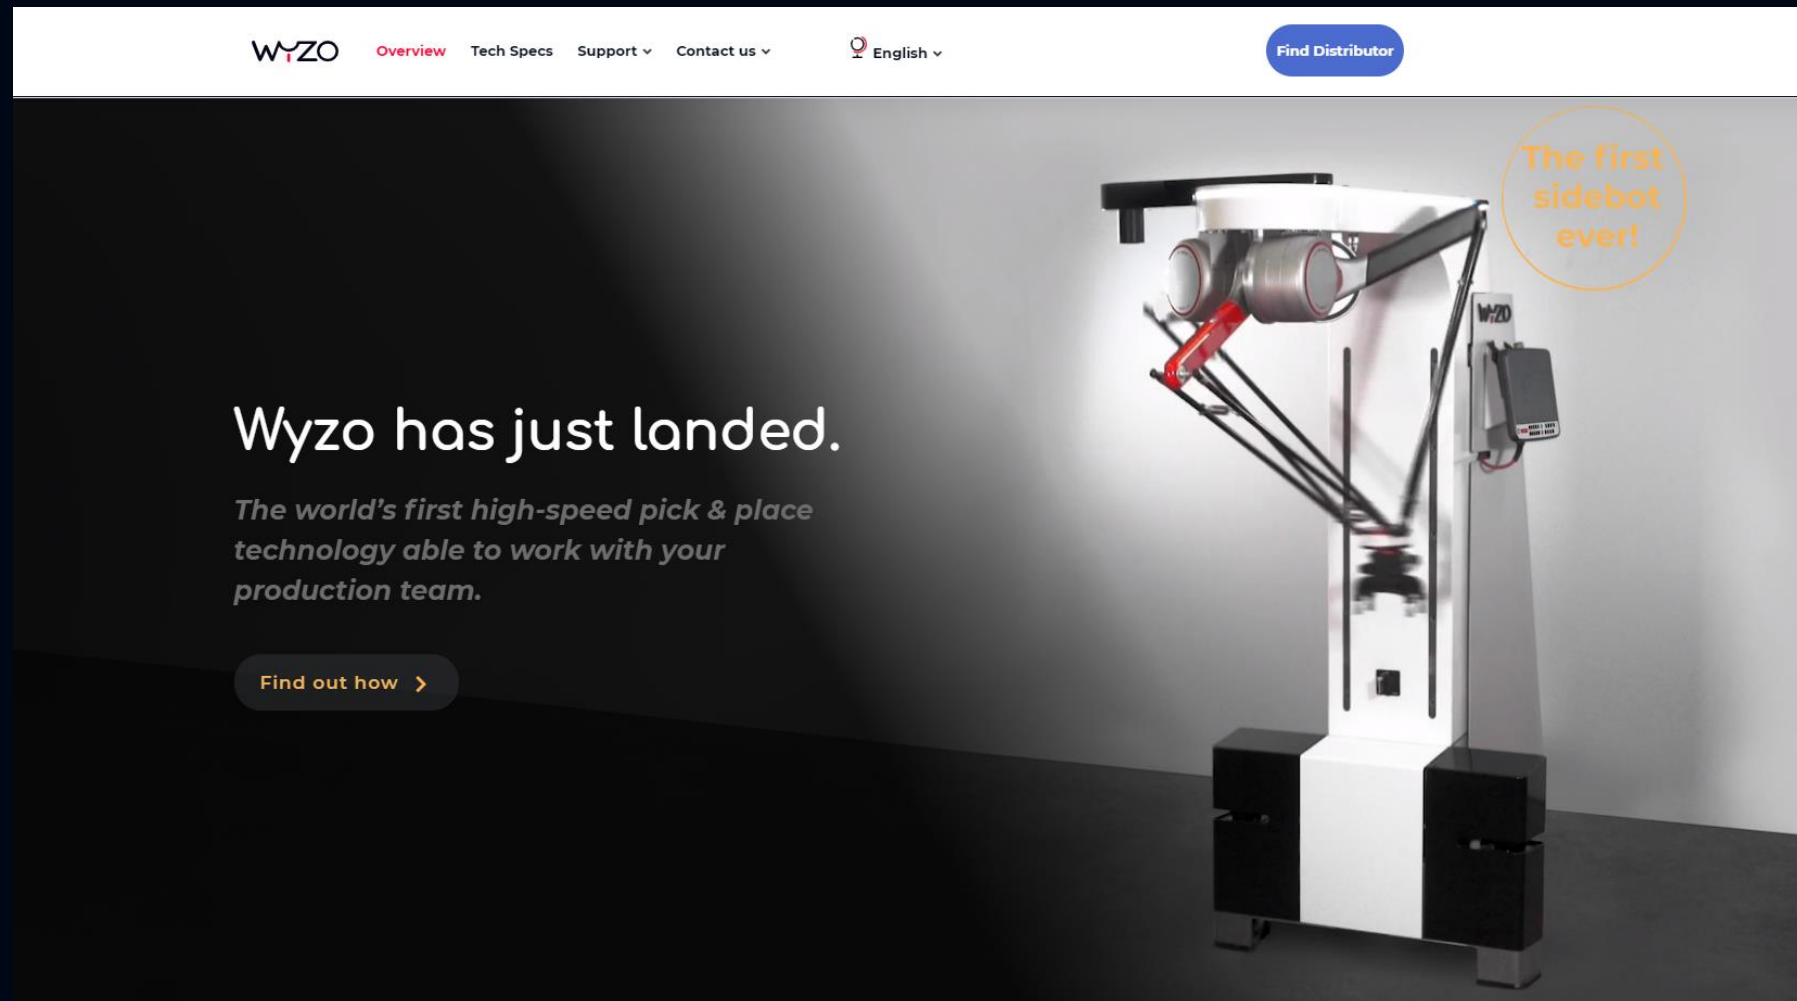 WYZO
Overview
Tech Specs
Support
Contact us
English
Find Distributor
The first
sidebot
ever!
WYZO
Wyzo has just landed.
The world’s first high-speed pick & place
technology able to work with your
production team.
Find out how